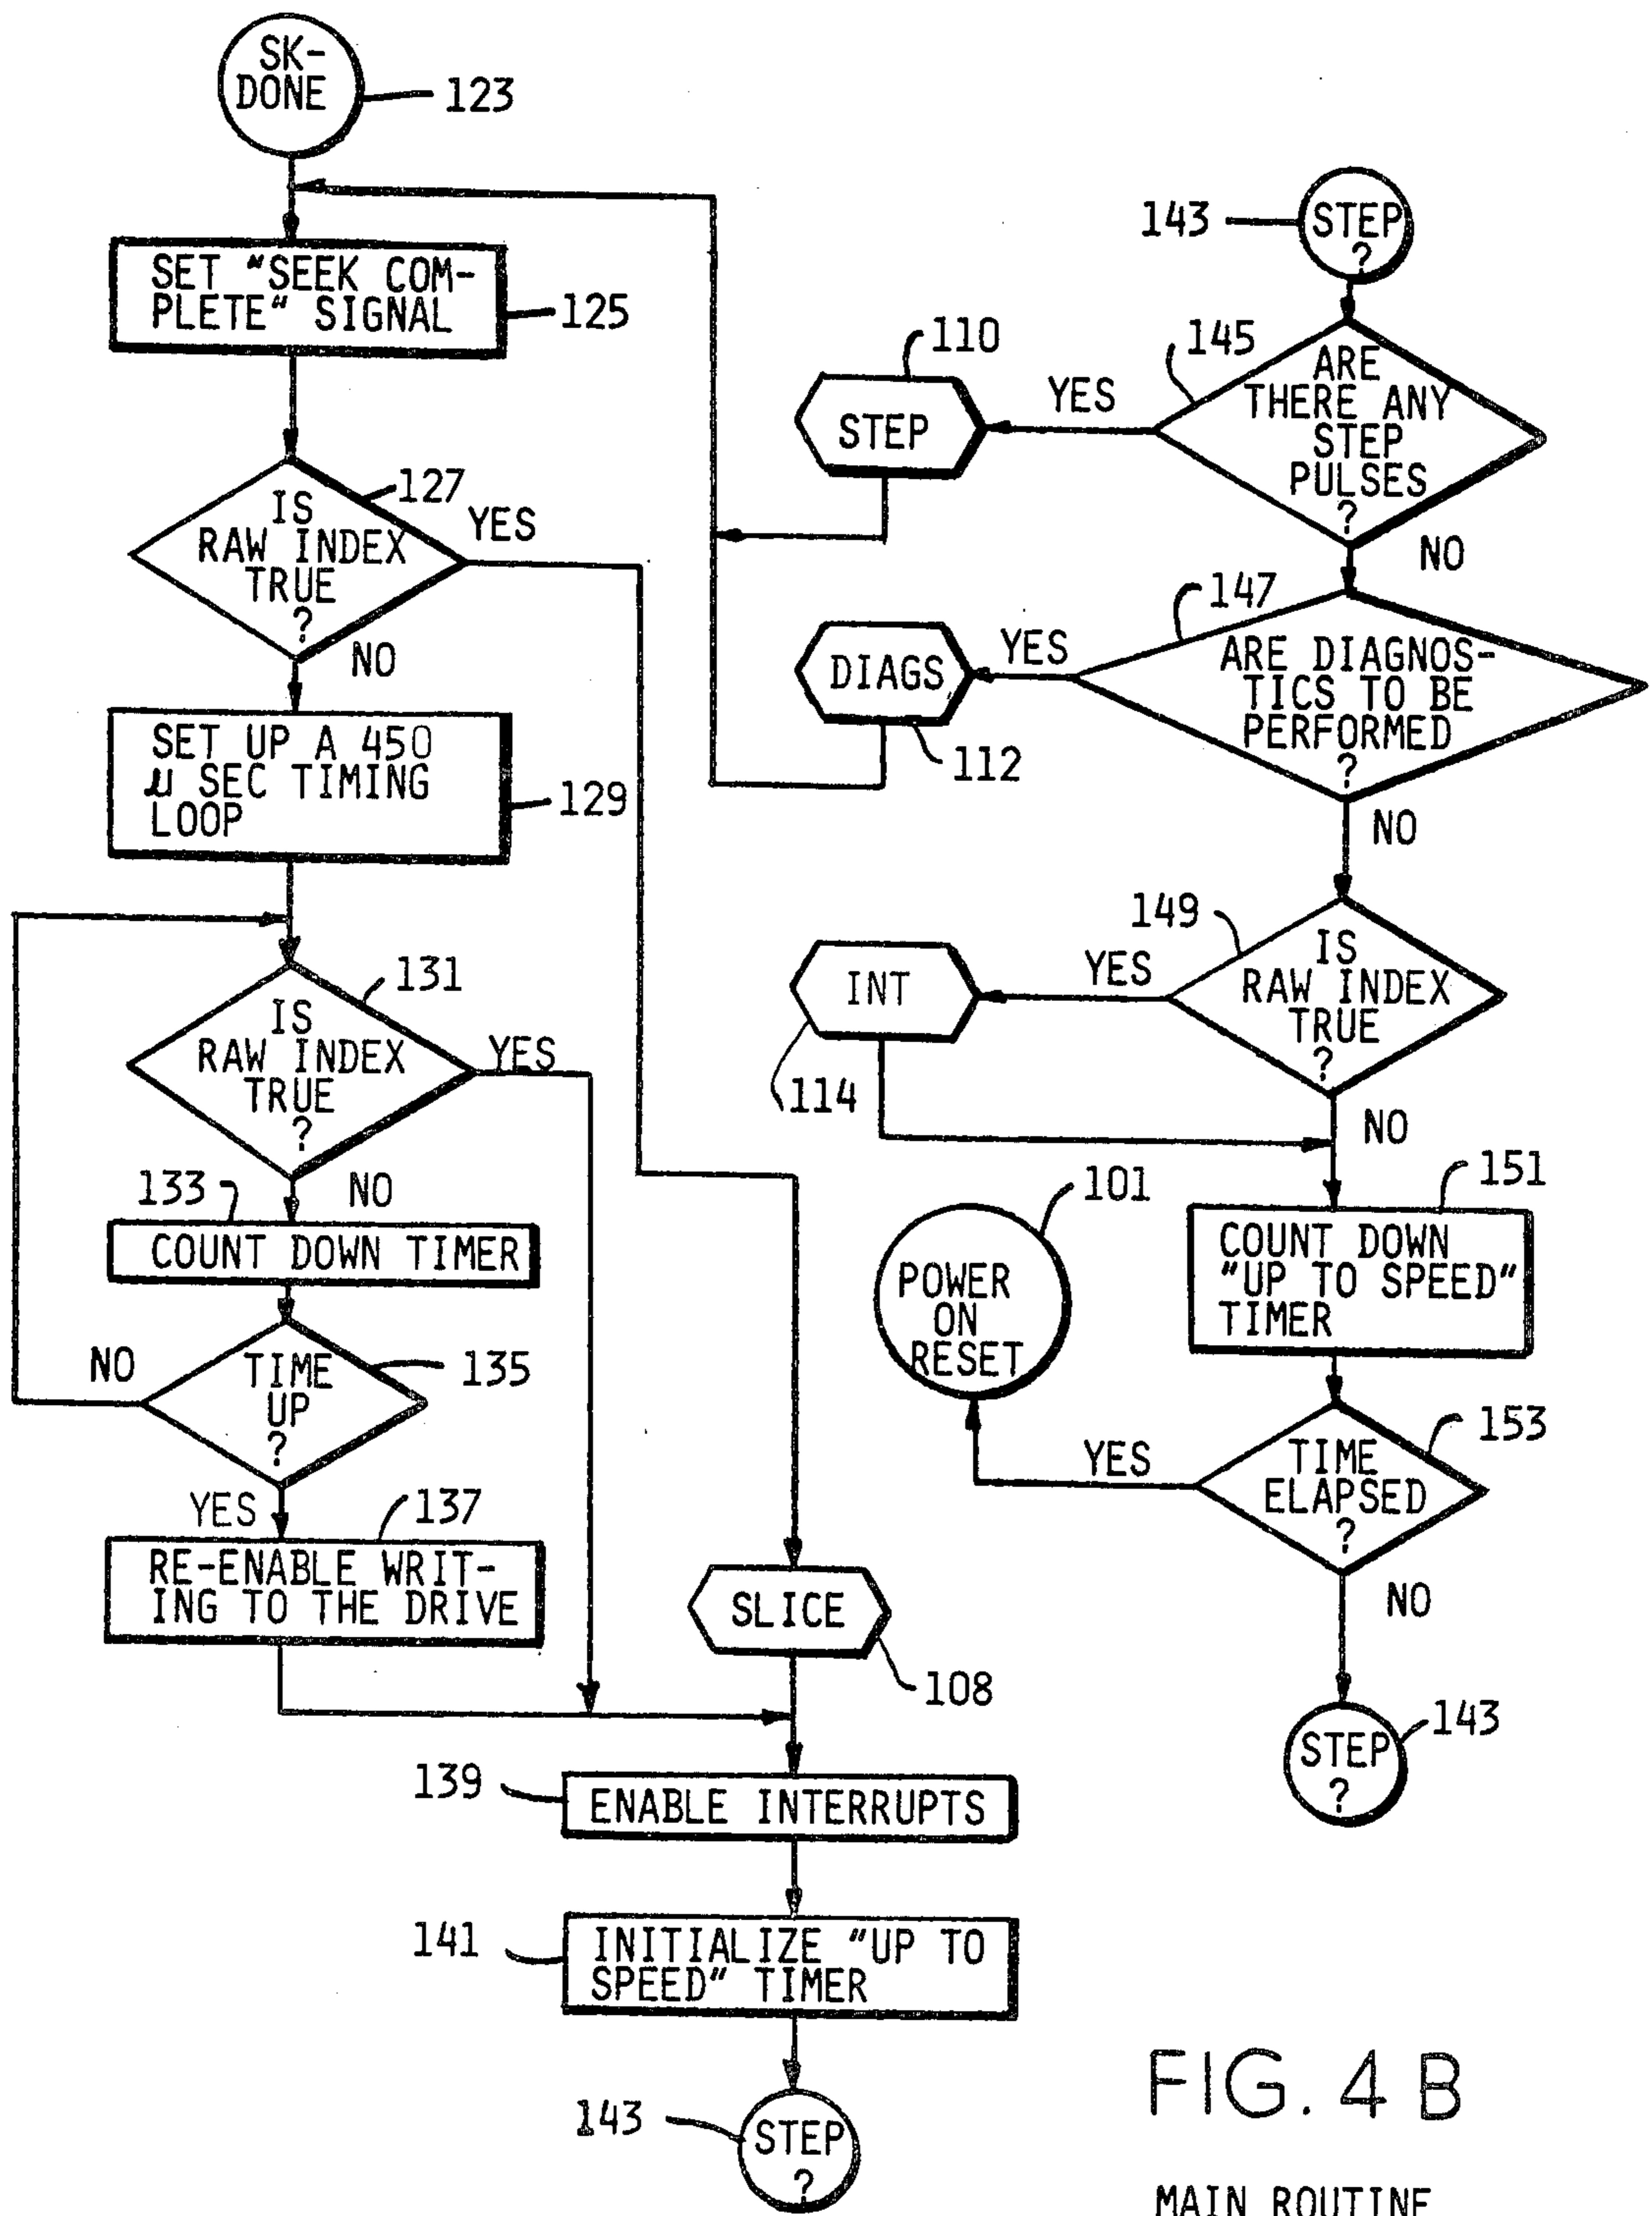 SK-
DONE
123
SET "SEEK COM-
PLETE" SIGNAL
125
127
IS
RAW INDEX
TRUE
?
YES
NO
SET UP A 450
µ SEC TIMING
LOOP
129
131
IS
RAW INDEX
TRUE
?
YES
NO
133
COUNT DOWN TIMER
NO
TIME
UP
?
135
YES
137
RE-ENABLE WRIT-
ING TO THE DRIVE
SLICE
108
139
ENABLE INTERRUPTS
141
INITIALIZE "UP TO
SPEED" TIMER
143
STEP
?
143
STEP
?
145
ARE
THERE ANY
STEP
PULSES
?
YES
110
STEP
NO
147
ARE DIAGNOS-
TICS TO BE
PERFORMED
?
YES
DIAGS
112
NO
149
IS
RAW INDEX
TRUE
?
YES
INT
114
NO
151
COUNT DOWN
"UP TO SPEED"
TIMER
101
POWER
ON
RESET
153
TIME
ELAPSED
?
YES
NO
STEP
?
143
FIG. 4 B
MAIN ROUTINE